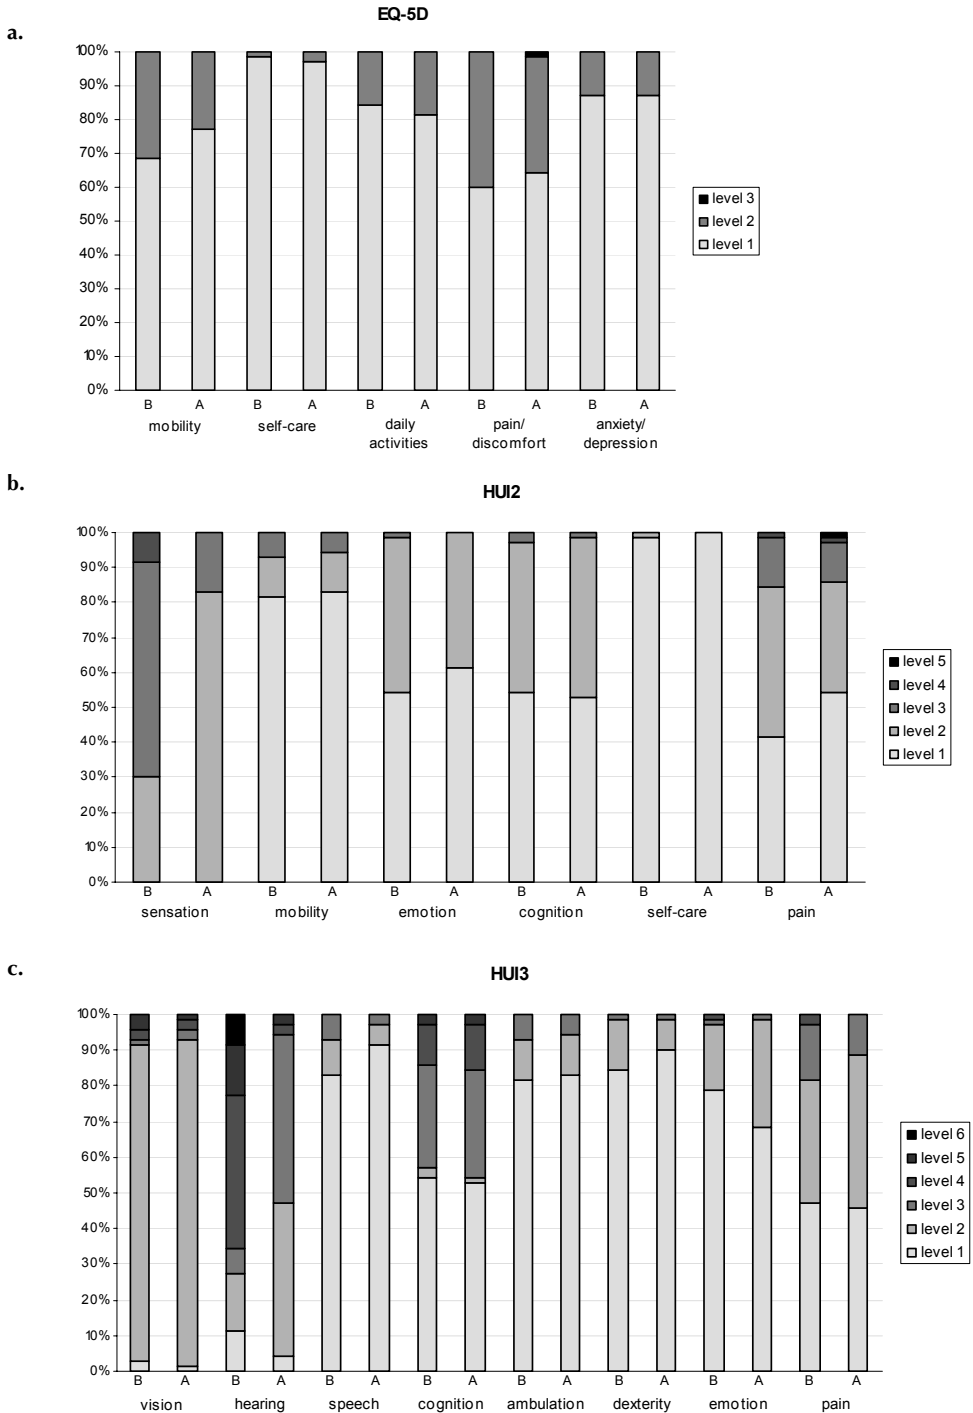 EQ-5D
a.
100%
90%
80%
70%
60%
50%
40%
30%
20%
10%
0%
B A B A B A B A B A
mobility self-care daily activities pain/ discomfort anxiety/ depression
level 3
level 2
level 1
b.
HUI2
100%
90%
80%
70%
60%
50%
40%
30%
20%
10%
0%
B A B A B A B A B A B A
sensation mobility emotion cognition self-care pain
level 5
level 4
level 3
level 2
level 1
c.
HUI3
100%
90%
80%
70%
60%
50%
40%
30%
20%
10%
0%
B A B A B A B A B A B A B A B A
vision hearing speech cognition ambulation dexterity emotion pain
level 6
level 5
level 4
level 3
level 2
level 1